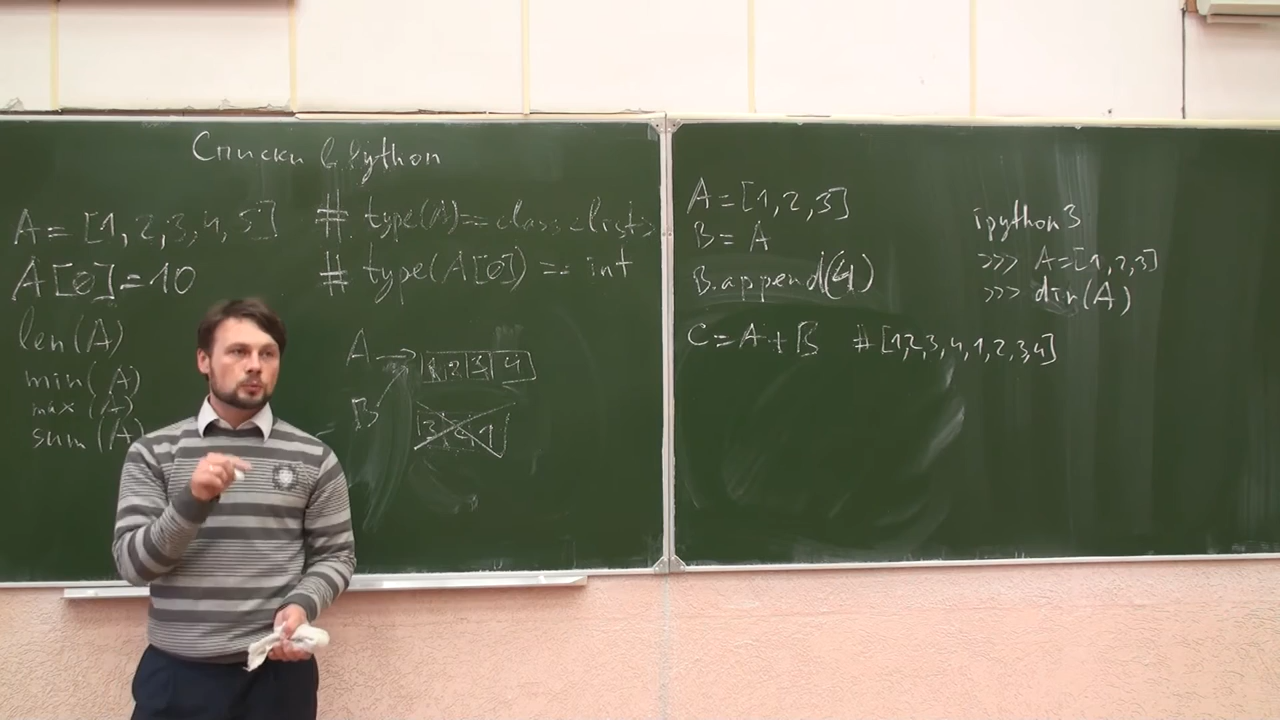 Списки в Python
A = [1, 2, 3, 4, 5] # type(A) = class <list>
A[0] = 10 # type(A[0]) == int
len(A)
min(A)
max(A)
sum(A)
A → 1 2 3 4
B
3 4 1
A = [1, 2, 3]
B = A
B.append(4)
C = A + B # [1,2,3,4,1,2,3,4]
ipython3
>>> A = [1, 2, 3]
>>> dir(A)